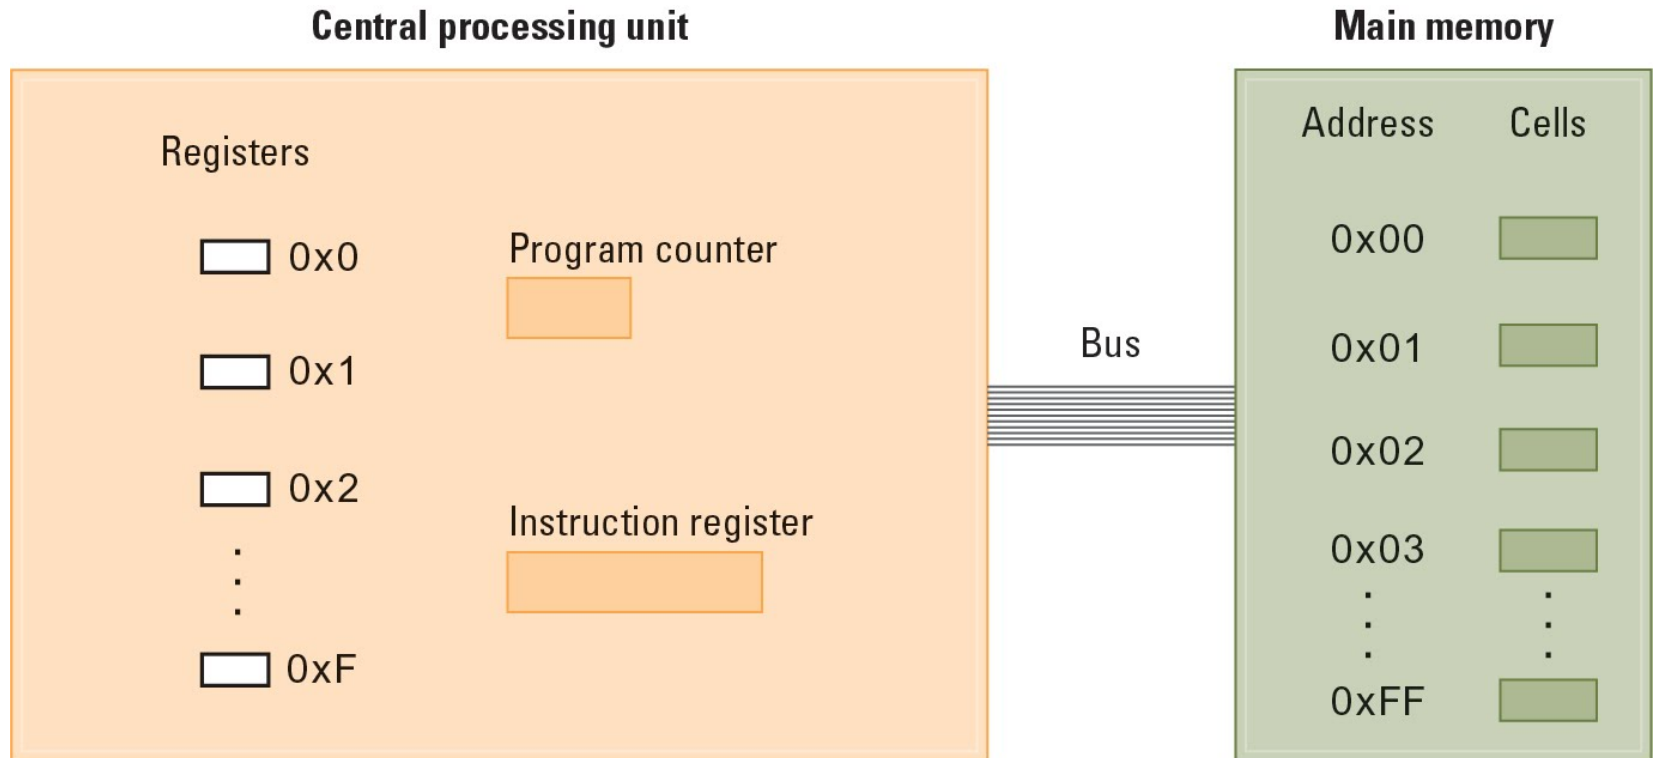 Central processing unit
Main memory
Registers
0x0
0x1
0x2
0xF
Program counter
Instruction register
Bus
Address Cells
0x00
0x01
0x02
0x03
0xFF